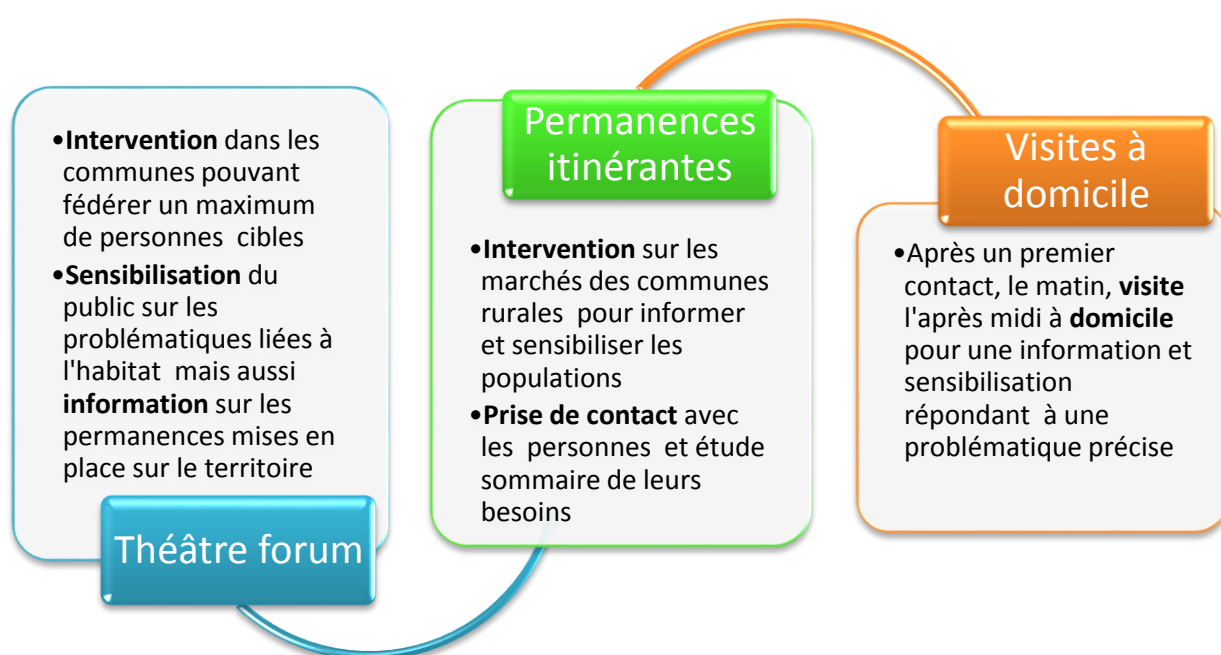 •Intervention dans les
communes pouvant
fédérer un maximum
de personnes cibles
•Sensibilisation du
public sur les
problématiques liées à
l'habitat mais aussi
information sur les
permanences mises en
place sur le territoire
Théâtre forum
Permanences
itinérantes
•Intervention sur les
marchés des communes
rurales pour informer
et sensibiliser les
populations
•Prise de contact avec
les personnes et étude
sommaire de leurs
besoins
Visites à
domicile
•Après un premier
contact, le matin, visite
l'après midi à domicile
pour une information et
sensibilisation
répondant à une
problématique précise